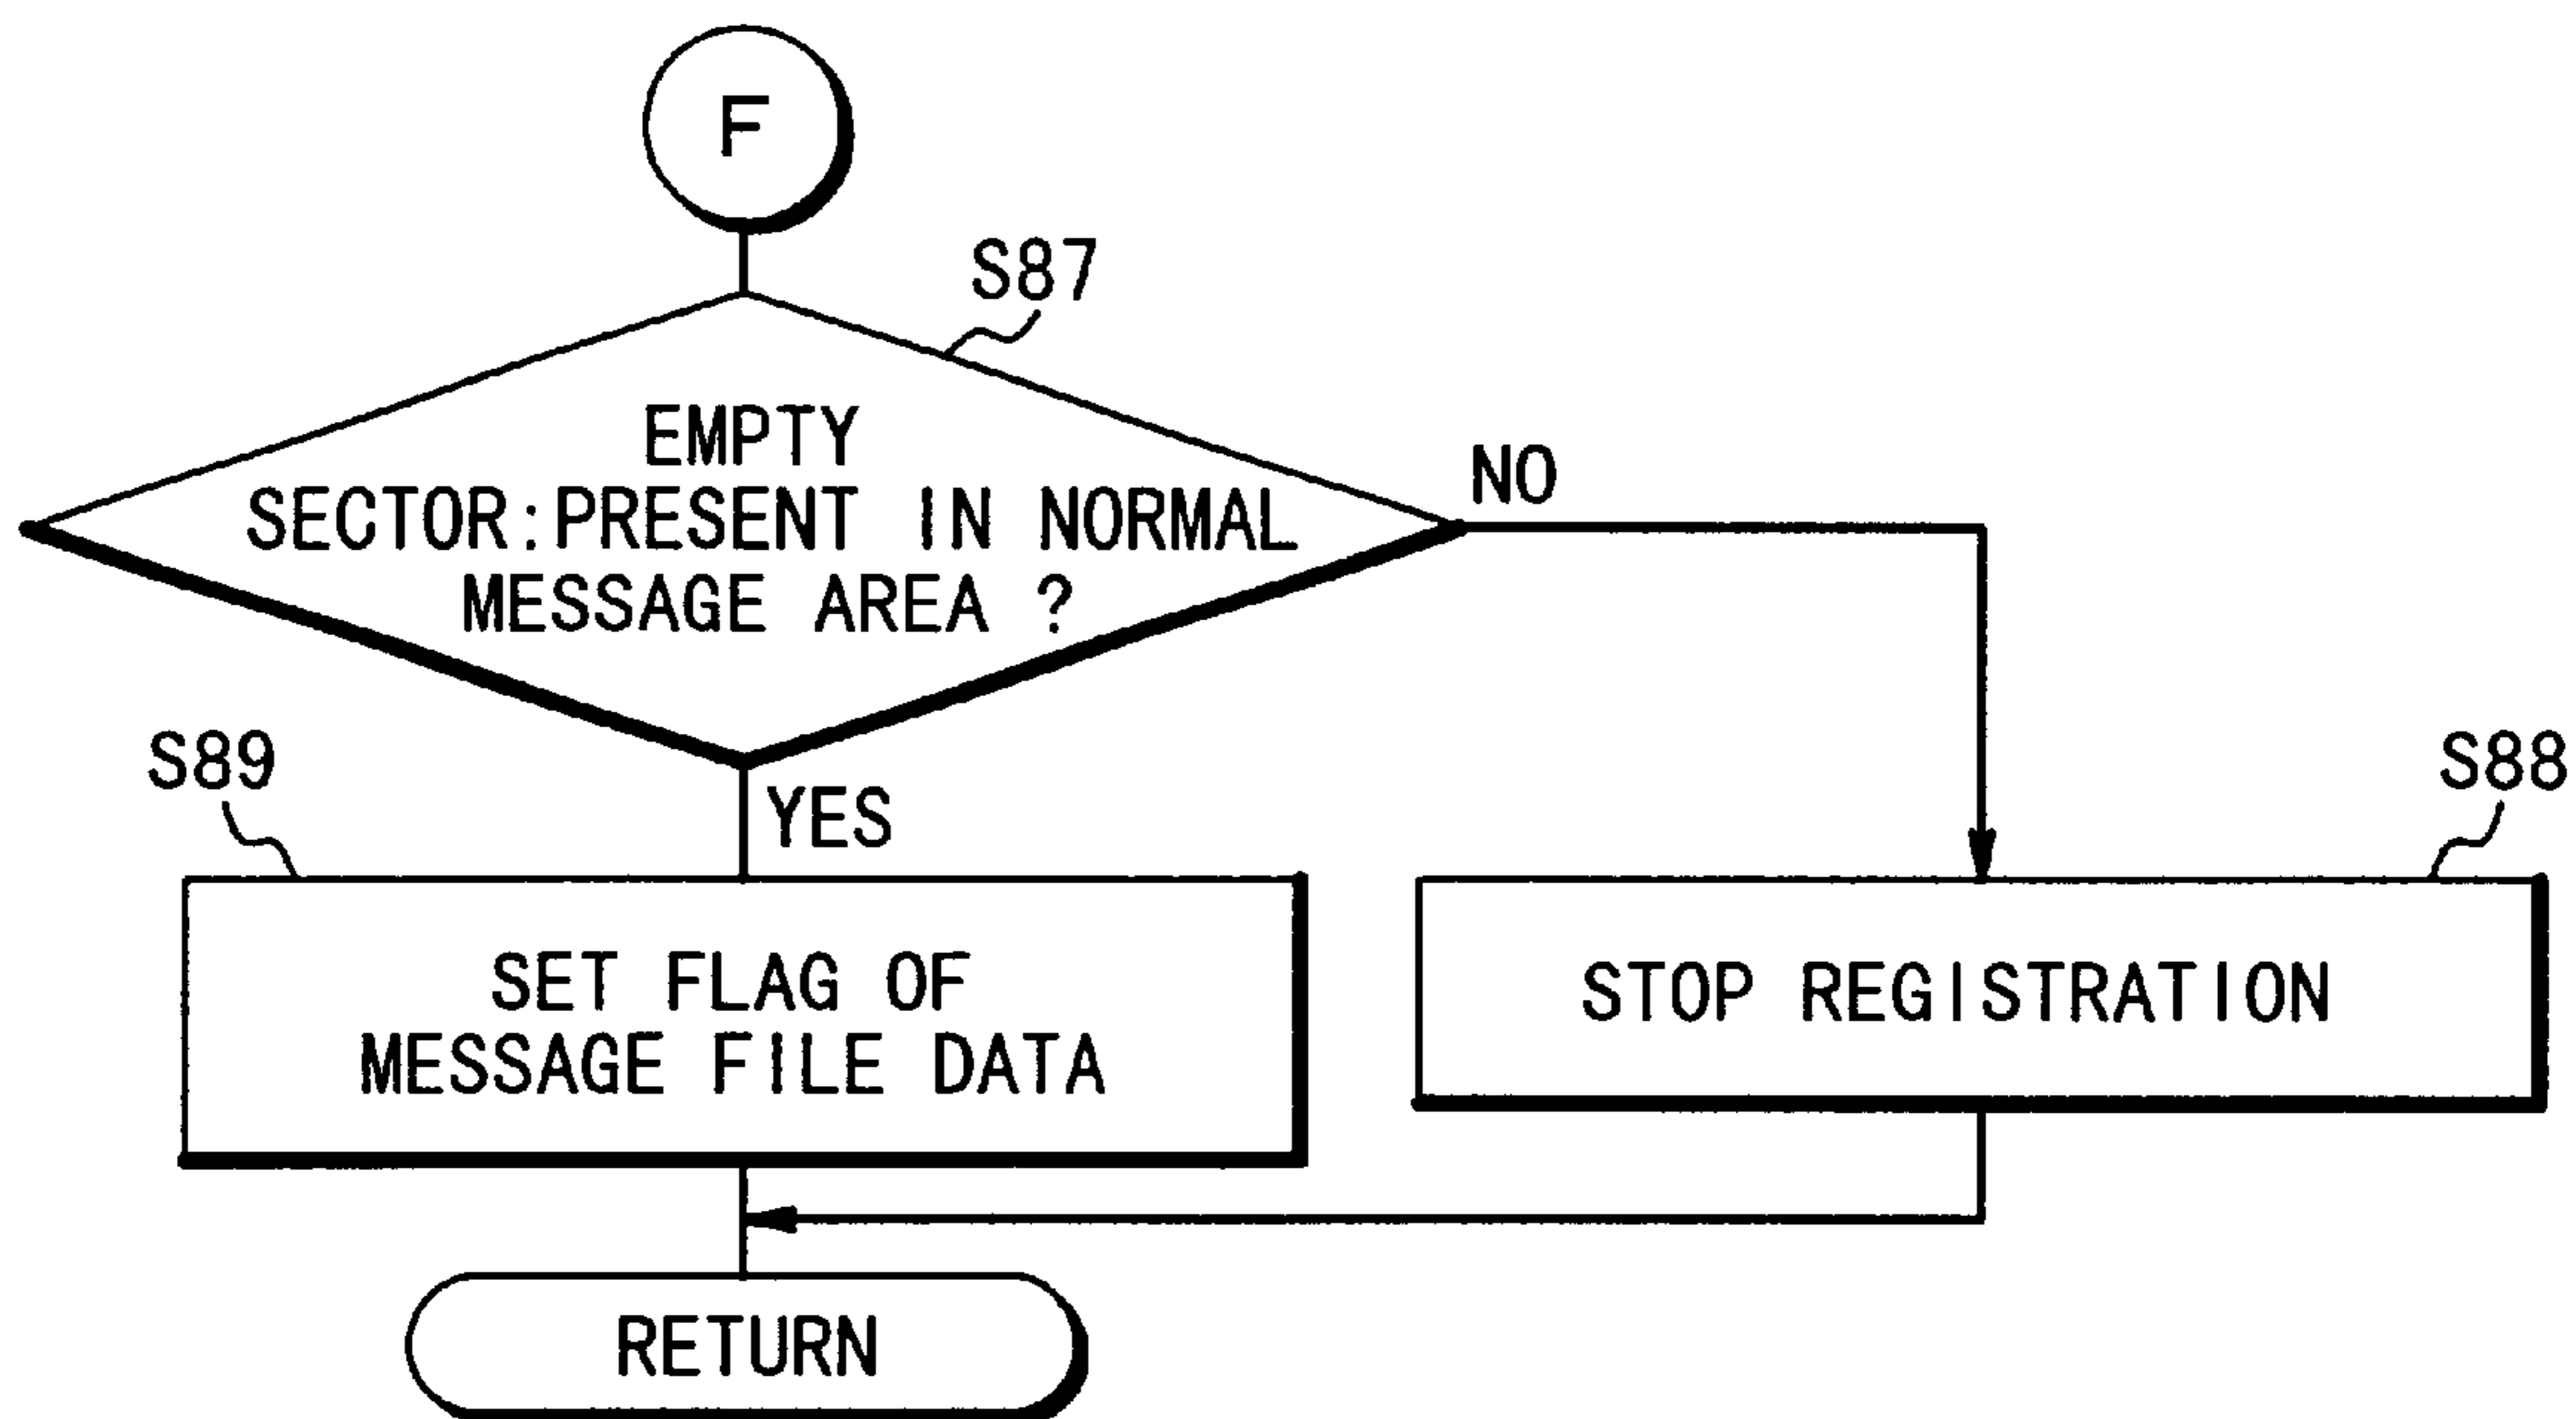 F
S87
EMPTY
SECTOR:PRESENT IN NORMAL
MESSAGE AREA ?
NO
YES
S89
SET FLAG OF
MESSAGE FILE DATA
S88
STOP REGISTRATION
RETURN